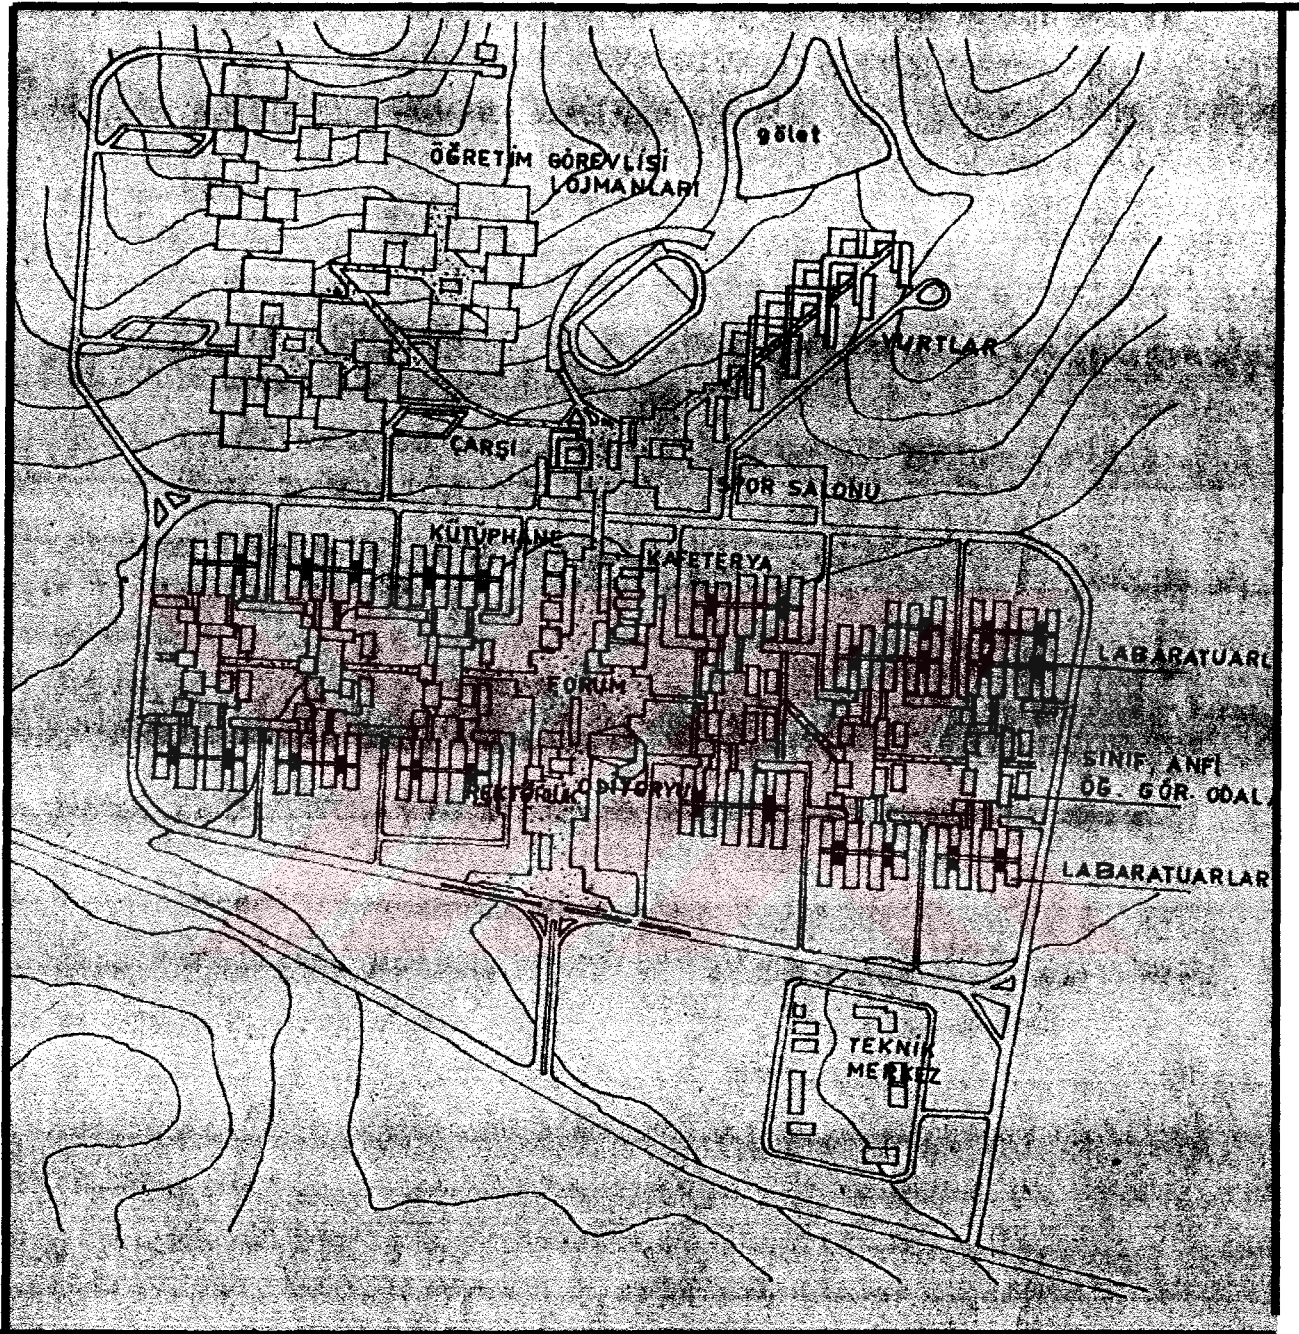 gölet
ÖĞRETİM GÖREVLİSİ
LOJMANLARI
YURTLAR
ÇARŞI
SPOR SALONU
KÜTÜPHANE
KAFETERYA
LABARATUARL
FORUM
SINIF, ANFİ
ÖĞ. GÖR. ODAL
REKTÖRLÜK
ODİTORYUM
LABARATUARLAR
TEKNİK
MERKEZ